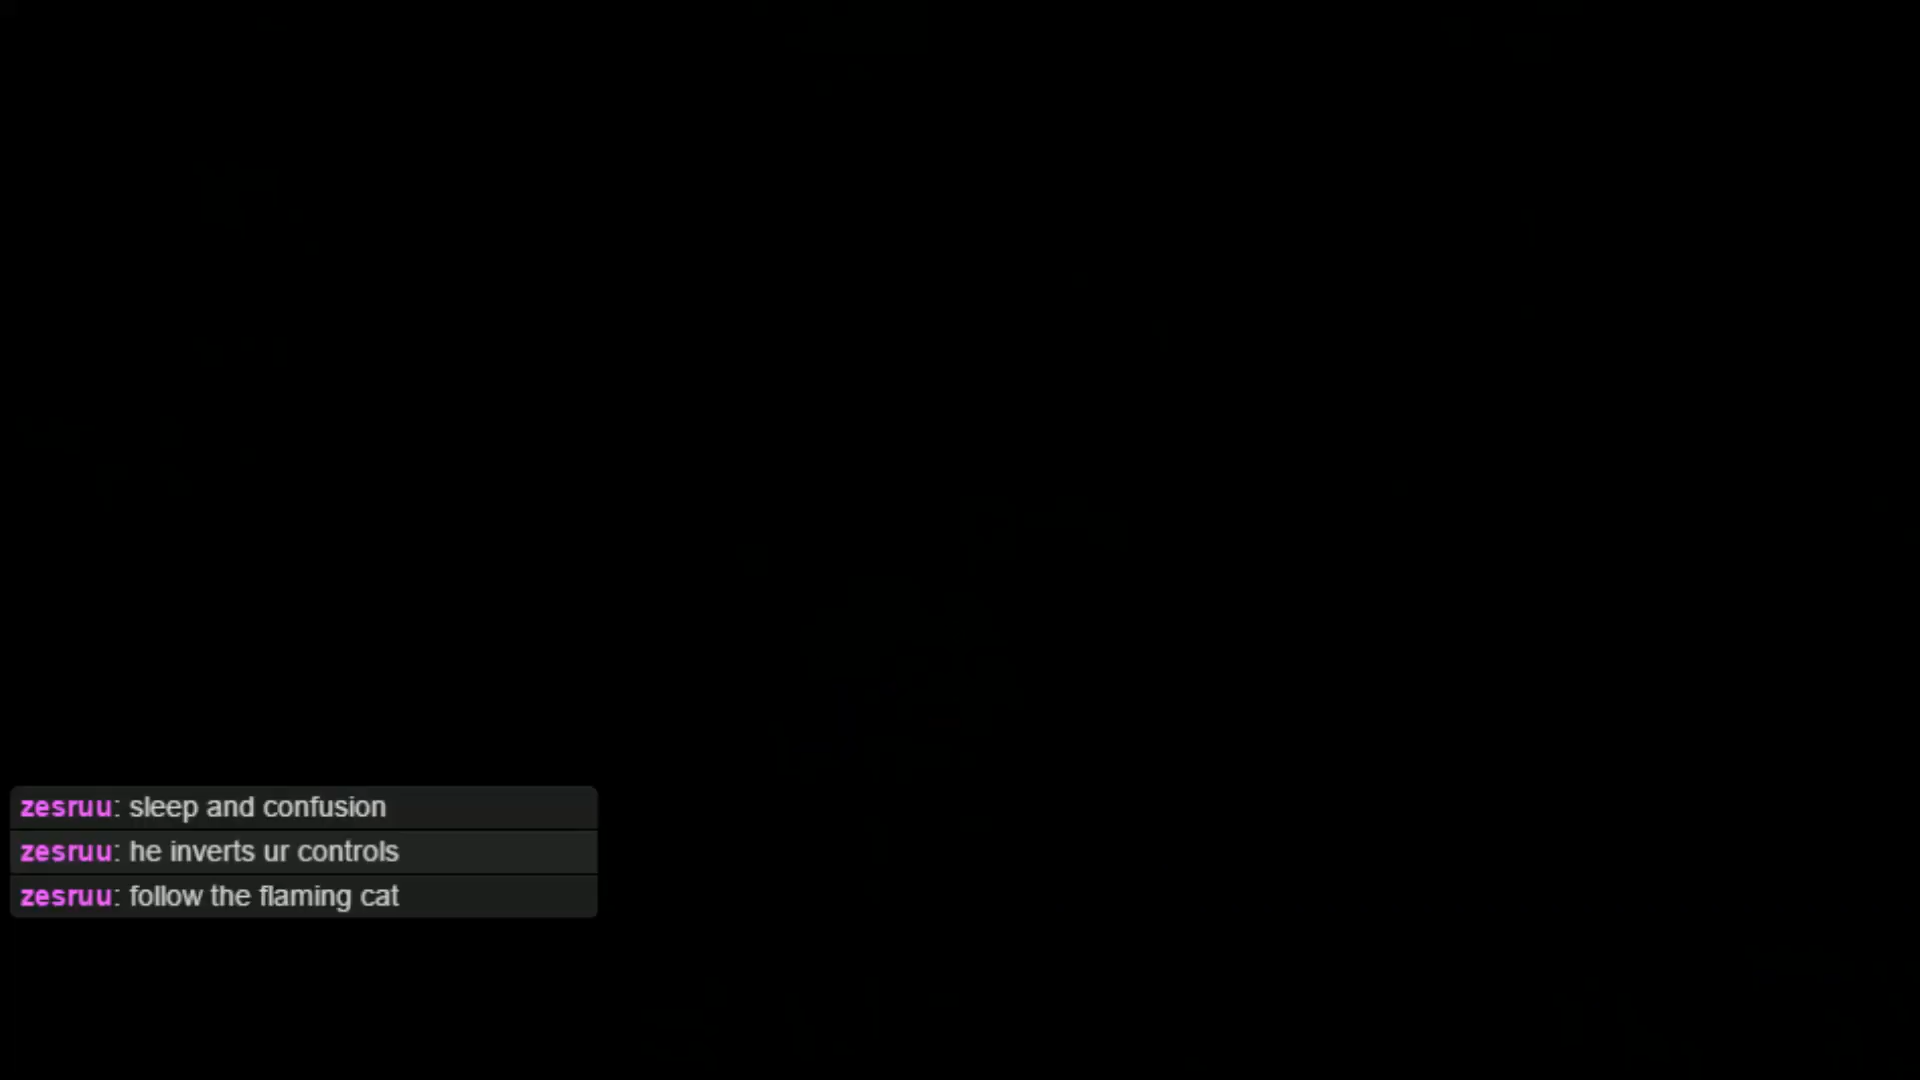 zesruu: sleep and confusion
zesruu: he inverts ur controls
zesruu: follow the flaming cat